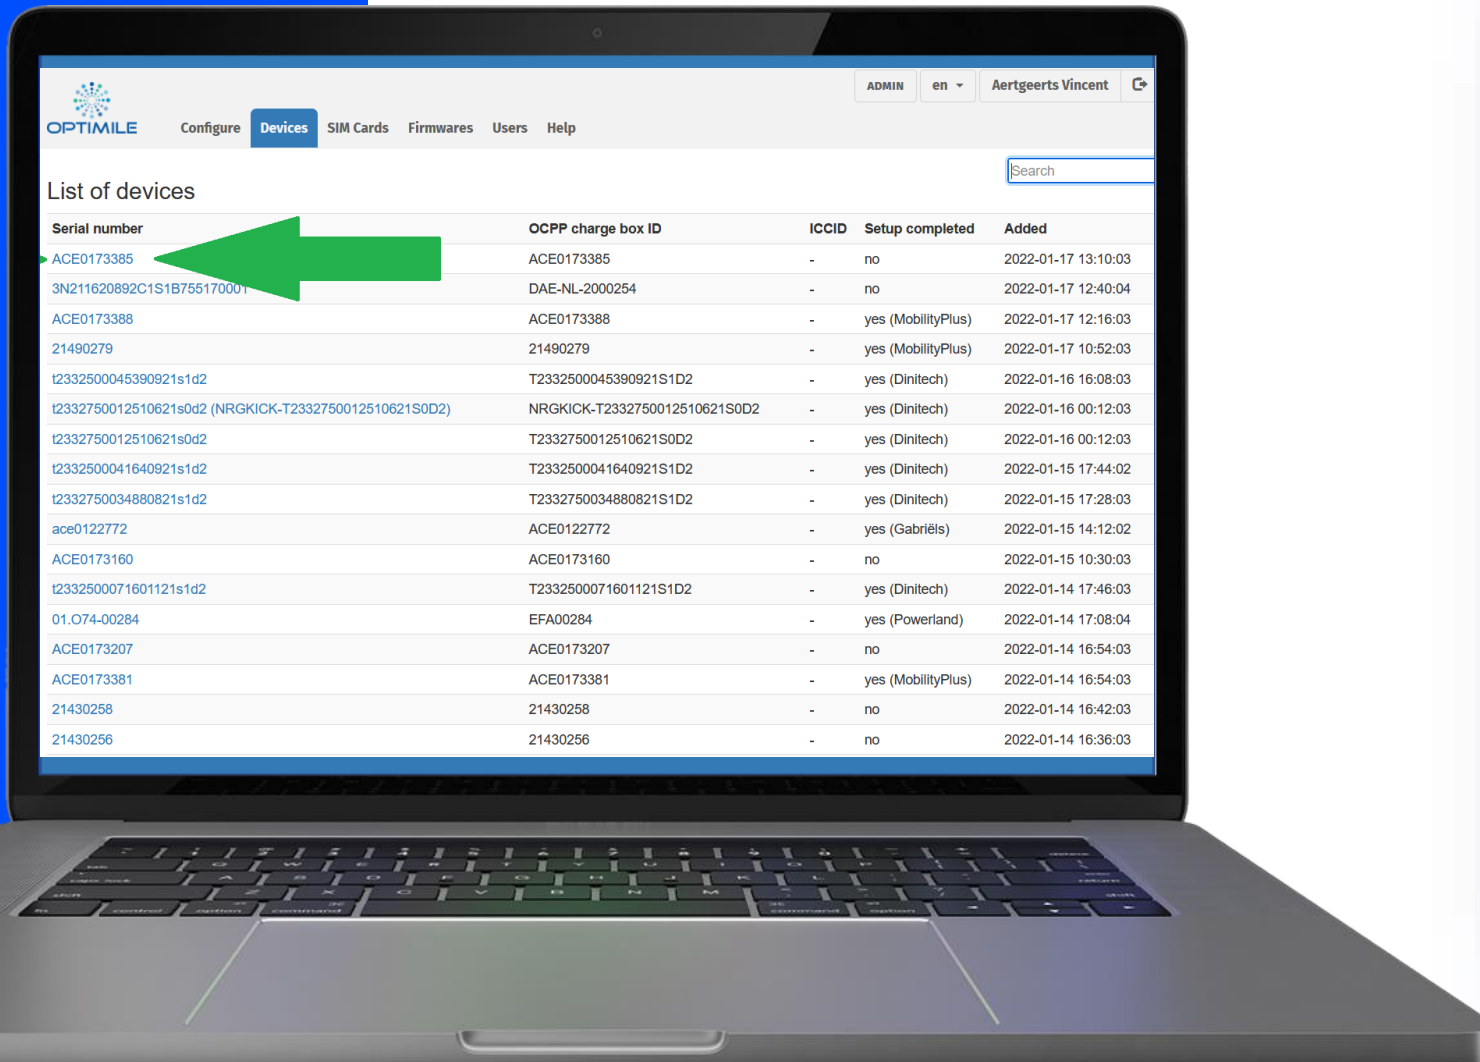 ADMIN en Aertgeerts Vincent
OPTIMILE Configure Devices SIM Cards Firmwares Users Help
Search
List of devices
Serial number OCPP charge box ID ICCID Setup completed Added
ACE0173385 ACE0173385 - no 2022-01-17 13:10:03
3N211620892C1S1B755170001 DAE-NL-2000254 - no 2022-01-17 12:40:04
ACE0173388 ACE0173388 - yes (MobilityPlus) 2022-01-17 12:16:03
21490279 21490279 - yes (MobilityPlus) 2022-01-17 10:52:03
t2332500045390921s1d2 T2332500045390921S1D2 - yes (Dinitech) 2022-01-16 16:08:03
t2332750012510621s0d2 (NRGKICK-T2332750012510621S0D2) NRGKICK-T2332750012510621S0D2 - yes (Dinitech) 2022-01-16 00:12:03
t2332750012510621s0d2 T2332750012510621S0D2 - yes (Dinitech) 2022-01-16 00:12:03
t2332500041640921s1d2 T2332500041640921S1D2 - yes (Dinitech) 2022-01-15 17:44:02
t2332750034880821s1d2 T2332750034880821S1D2 - yes (Dinitech) 2022-01-15 17:28:03
ace0122772 ACE0122772 - yes (Gabriëls) 2022-01-15 14:12:02
ACE0173160 ACE0173160 - no 2022-01-15 10:30:03
t2332500071601121s1d2 T2332500071601121S1D2 - yes (Dinitech) 2022-01-14 17:46:03
01.O74-00284 EFA00284 - yes (Powerland) 2022-01-14 17:08:04
ACE0173207 ACE0173207 - no 2022-01-14 16:54:03
ACE0173381 ACE0173381 - yes (MobilityPlus) 2022-01-14 16:54:03
21430258 21430258 - no 2022-01-14 16:42:03
21430256 21430256 - no 2022-01-14 16:36:03